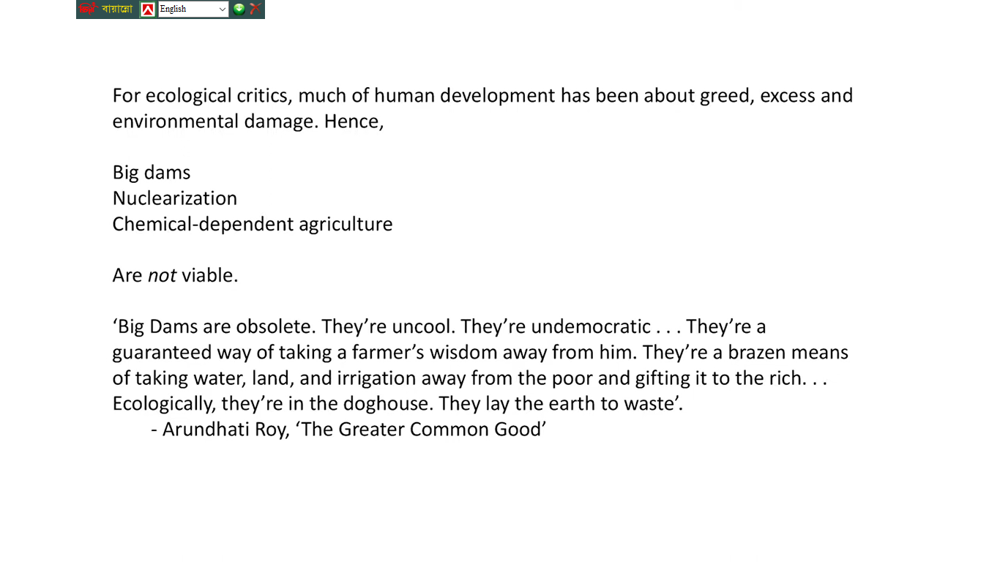 বায়ান্নো English
For ecological critics, much of human development has been about greed, excess and
environmental damage. Hence,
Big dams
Nuclearization
Chemical-dependent agriculture
Are not viable.
‘Big Dams are obsolete. They’re uncool. They’re undemocratic . . . They’re a
guaranteed way of taking a farmer’s wisdom away from him. They’re a brazen means
of taking water, land, and irrigation away from the poor and gifting it to the rich. . .
Ecologically, they’re in the doghouse. They lay the earth to waste’.
- Arundhati Roy, ‘The Greater Common Good’